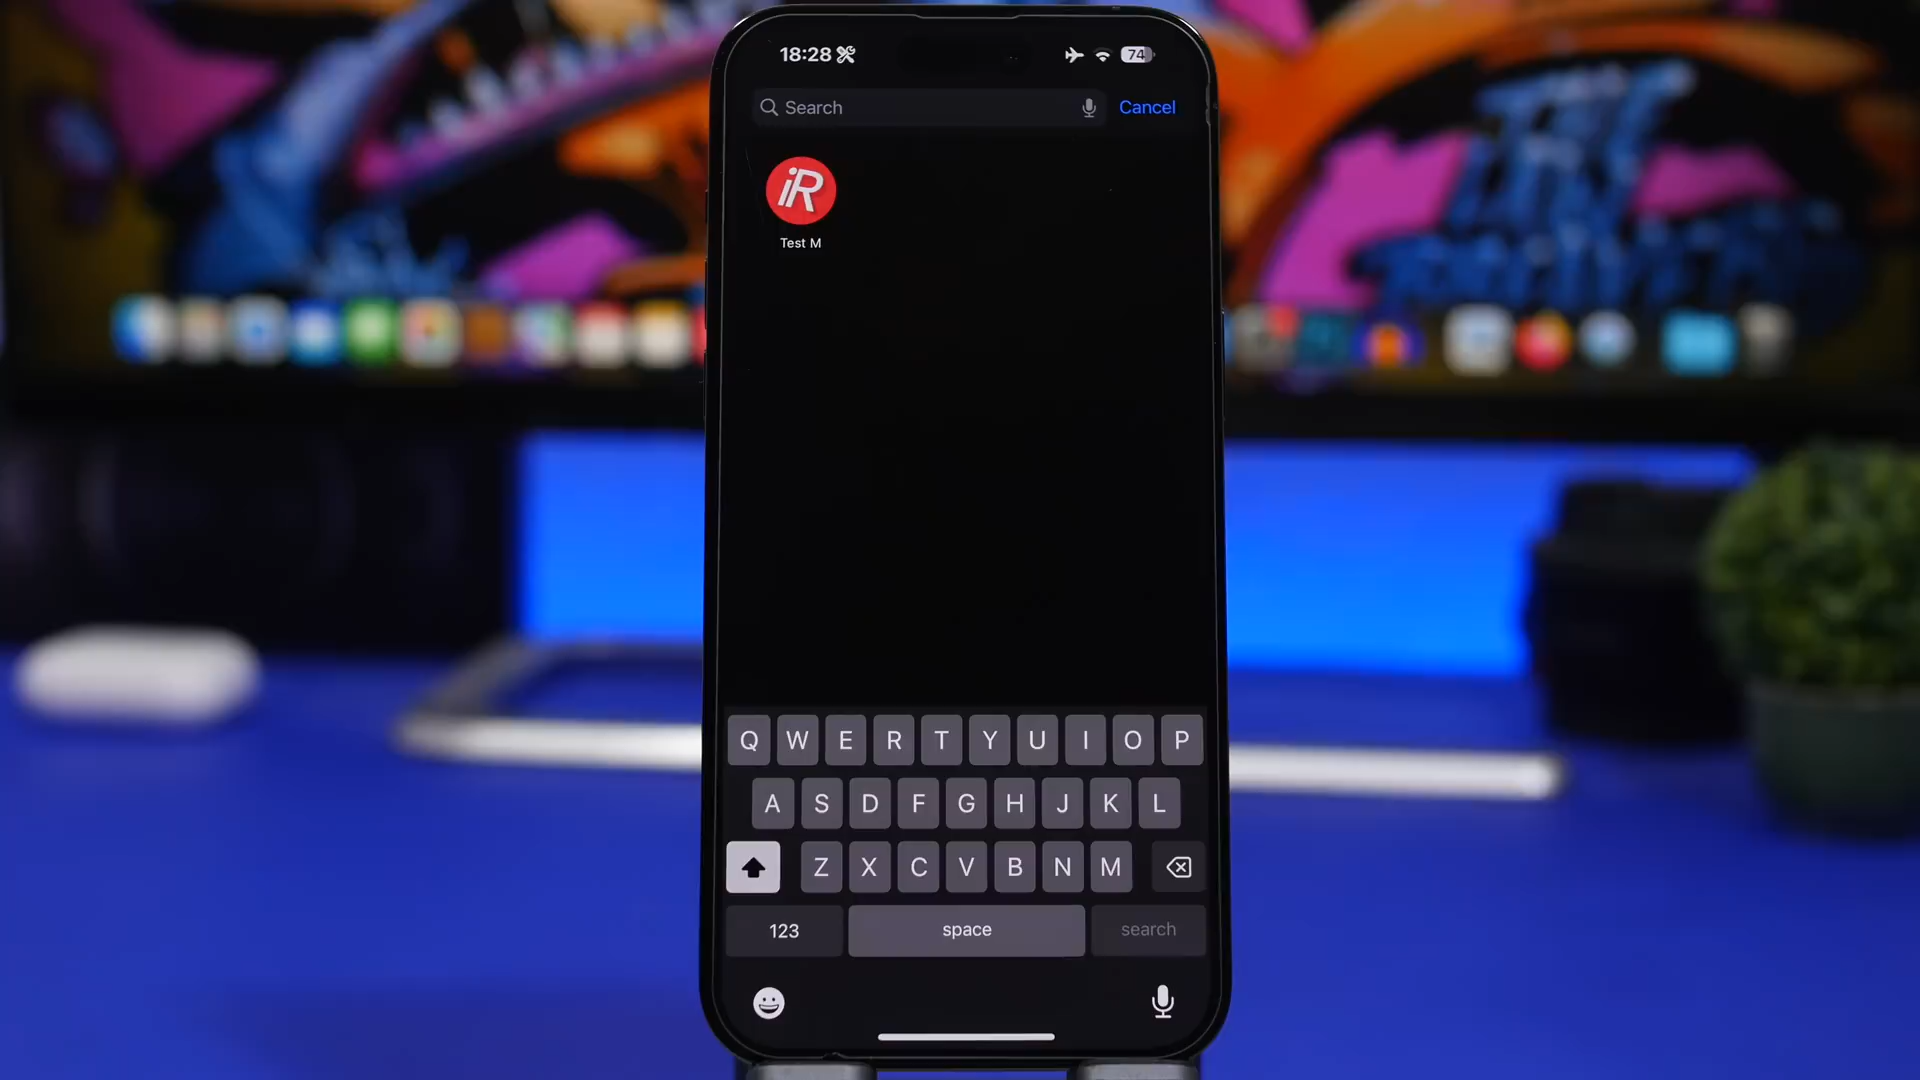 18:28 74
Search Cancel
iR
Test M
Q W E R T Y U I O P
A S D F G H J K L
Z X C V B N M
123 space search